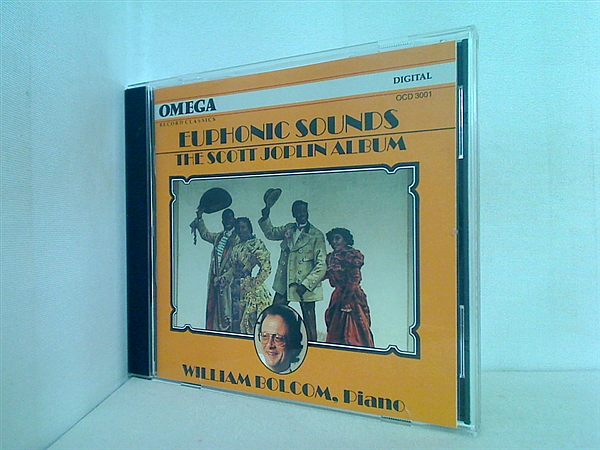 DIGITAL
OMEGA
RECORD CLASSICS
OCD 3001
EUPHONIC SOUNDS
THE SCOTT JOPLIN ALBUM
WILLIAM BOLCOM, Piano